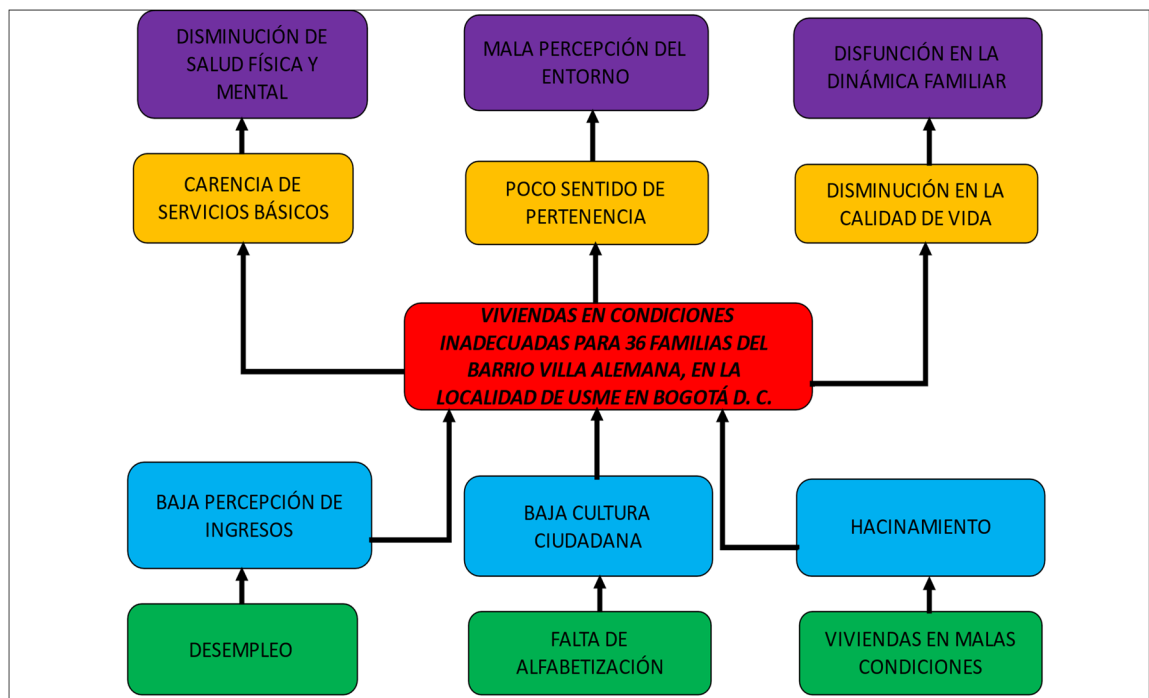 DISMINUCIÓN DE
SALUD FÍSICA Y
MENTAL
MALA PERCEPCIÓN DEL
ENTORNO
DISFUNCIÓN EN LA
DINÁMICA FAMILIAR
CARENCIA DE
SERVICIOS BÁSICOS
POCO SENTIDO DE
PERTENENCIA
DISMINUCIÓN EN LA
CALIDAD DE VIDA
VIVIENDAS EN CONDICIONES
INADECUADAS PARA 36 FAMILIAS DEL
BARRIO VILLA ALEMANA, EN LA
LOCALIDAD DE USME EN BOGOTÁ D. C.
BAJA PERCEPCIÓN DE
INGRESOS
BAJA CULTURA
CIUDADANA
HACINAMIENTO
DESEMPLEO
FALTA DE
ALFABETIZACIÓN
VIVIENDAS EN MALAS
CONDICIONES